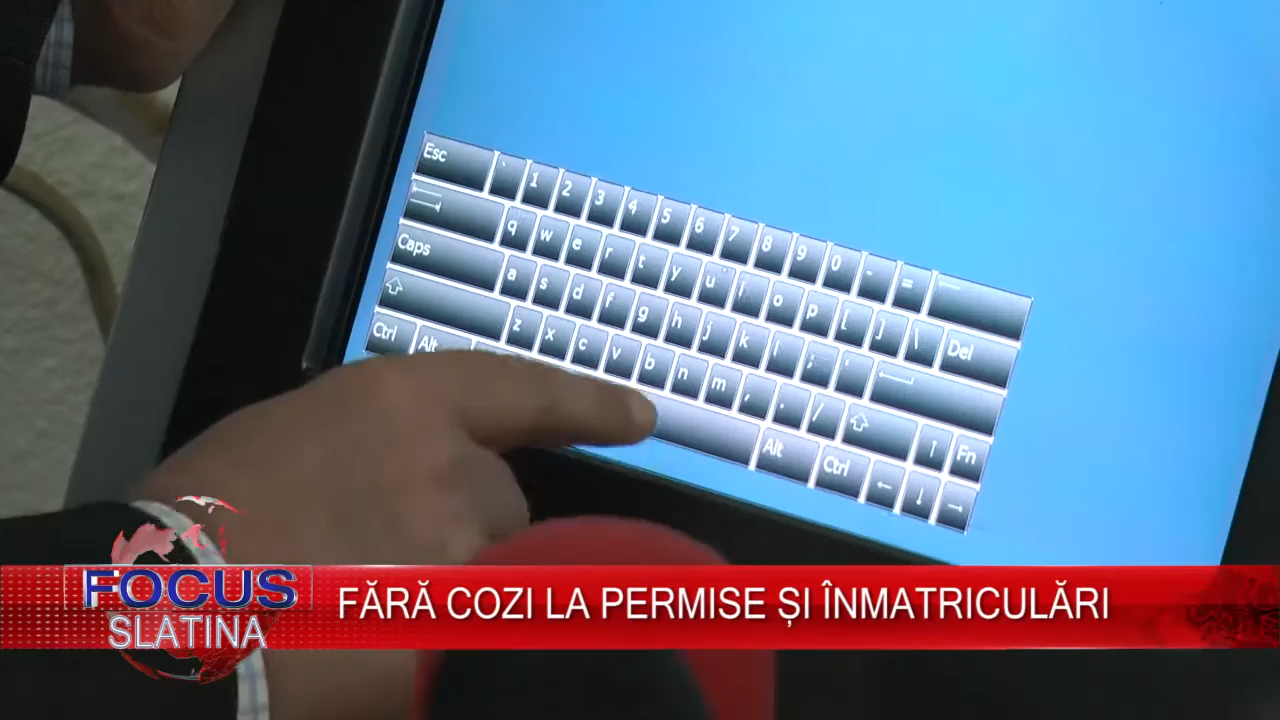 Esc ` 1 2 3 4 5 6 7 8 9 0 - = ←
q w e r t y u i o p [ ] \ Del
Caps a s d f g h j k l ; '
z x c v b n m , . / ↑ Fn
Ctrl Alt Alt Ctrl ← ↓ →
FOCUS
SLATINA
FĂRĂ COZI LA PERMISE ȘI ÎNMATRICULĂRI